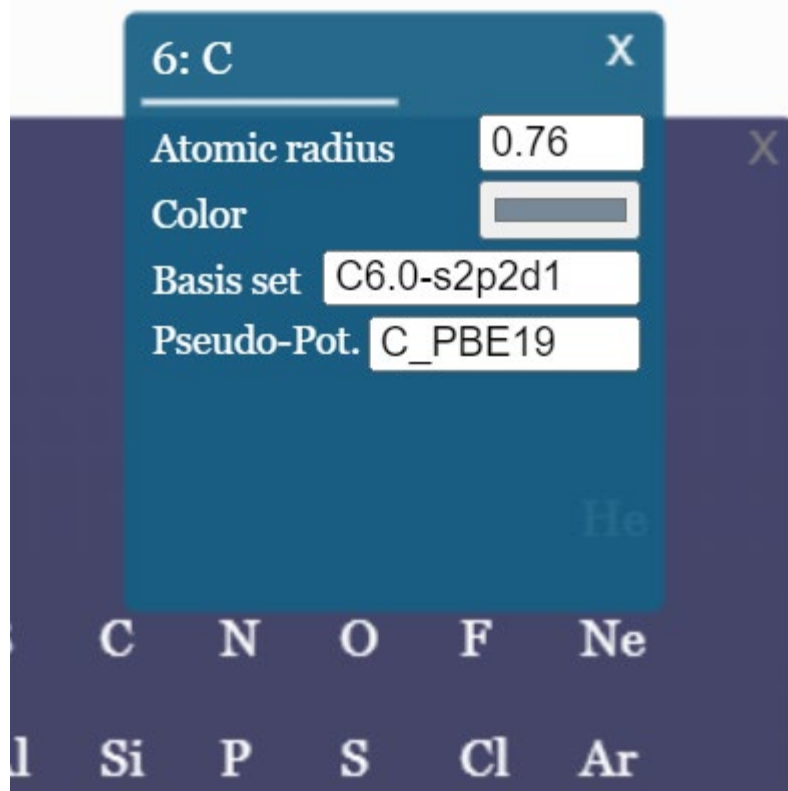 6: C X
X
Atomic radius 0.76
Color
Basis set C6.0-s2p2d1
Pseudo-Pot. C_PBE19
He
C N O F Ne
Si P S Cl Ar